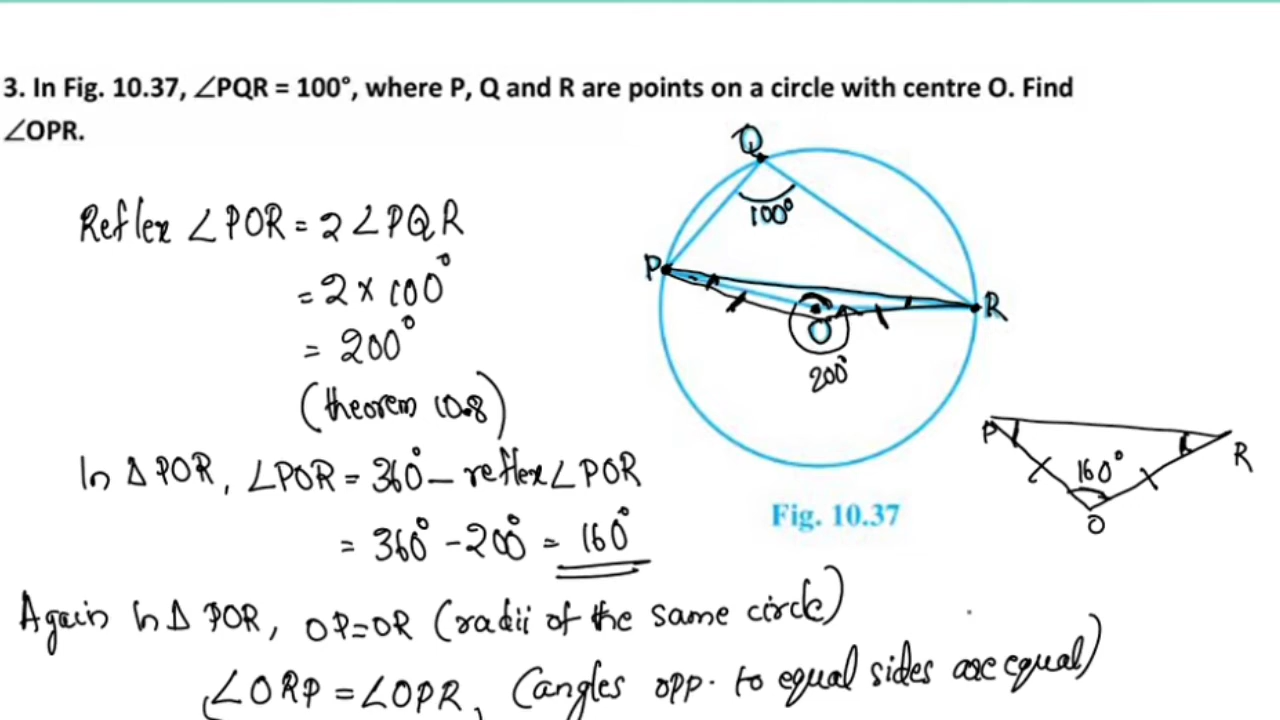 3. In Fig. 10.37, ∠PQR = 100°, where P, Q and R are points on a circle with centre O. Find
∠OPR.
Q
100°
P
R
O
200°
Reflex ∠POR = 2∠PQR
= 2 × 100°
= 200°
(theorem 10.8)
In Δ POR, ∠POR = 360° – reflex∠POR
= 360° - 200° = 160°
P
R
160°
O
Fig. 10.37
Again In Δ POR, OP=OR (radii of the same circle)
∠ORP = ∠OPR, (angles opp. to equal sides are equal)